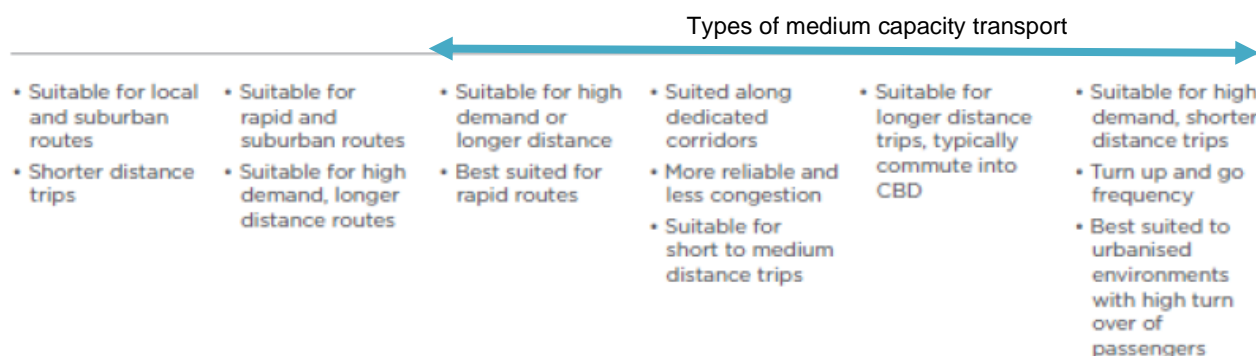 Types of medium capacity transport
• Suitable for local
and suburban
routes
• Shorter distance
trips
• Suitable for
rapid and
suburban routes
• Suitable for high
demand, longer
distance routes
• Suitable for high
demand or
longer distance
• Best suited for
rapid routes
• Suited along
dedicated
corridors
• More reliable and
less congestion
• Suitable for
short to medium
distance trips
• Suitable for
longer distance
trips, typically
commute into
CBD
• Suitable for high
demand, shorter
distance trips
• Turn up and go
frequency
• Best suited to
urbanised
environments
with high turn
over of
passengers